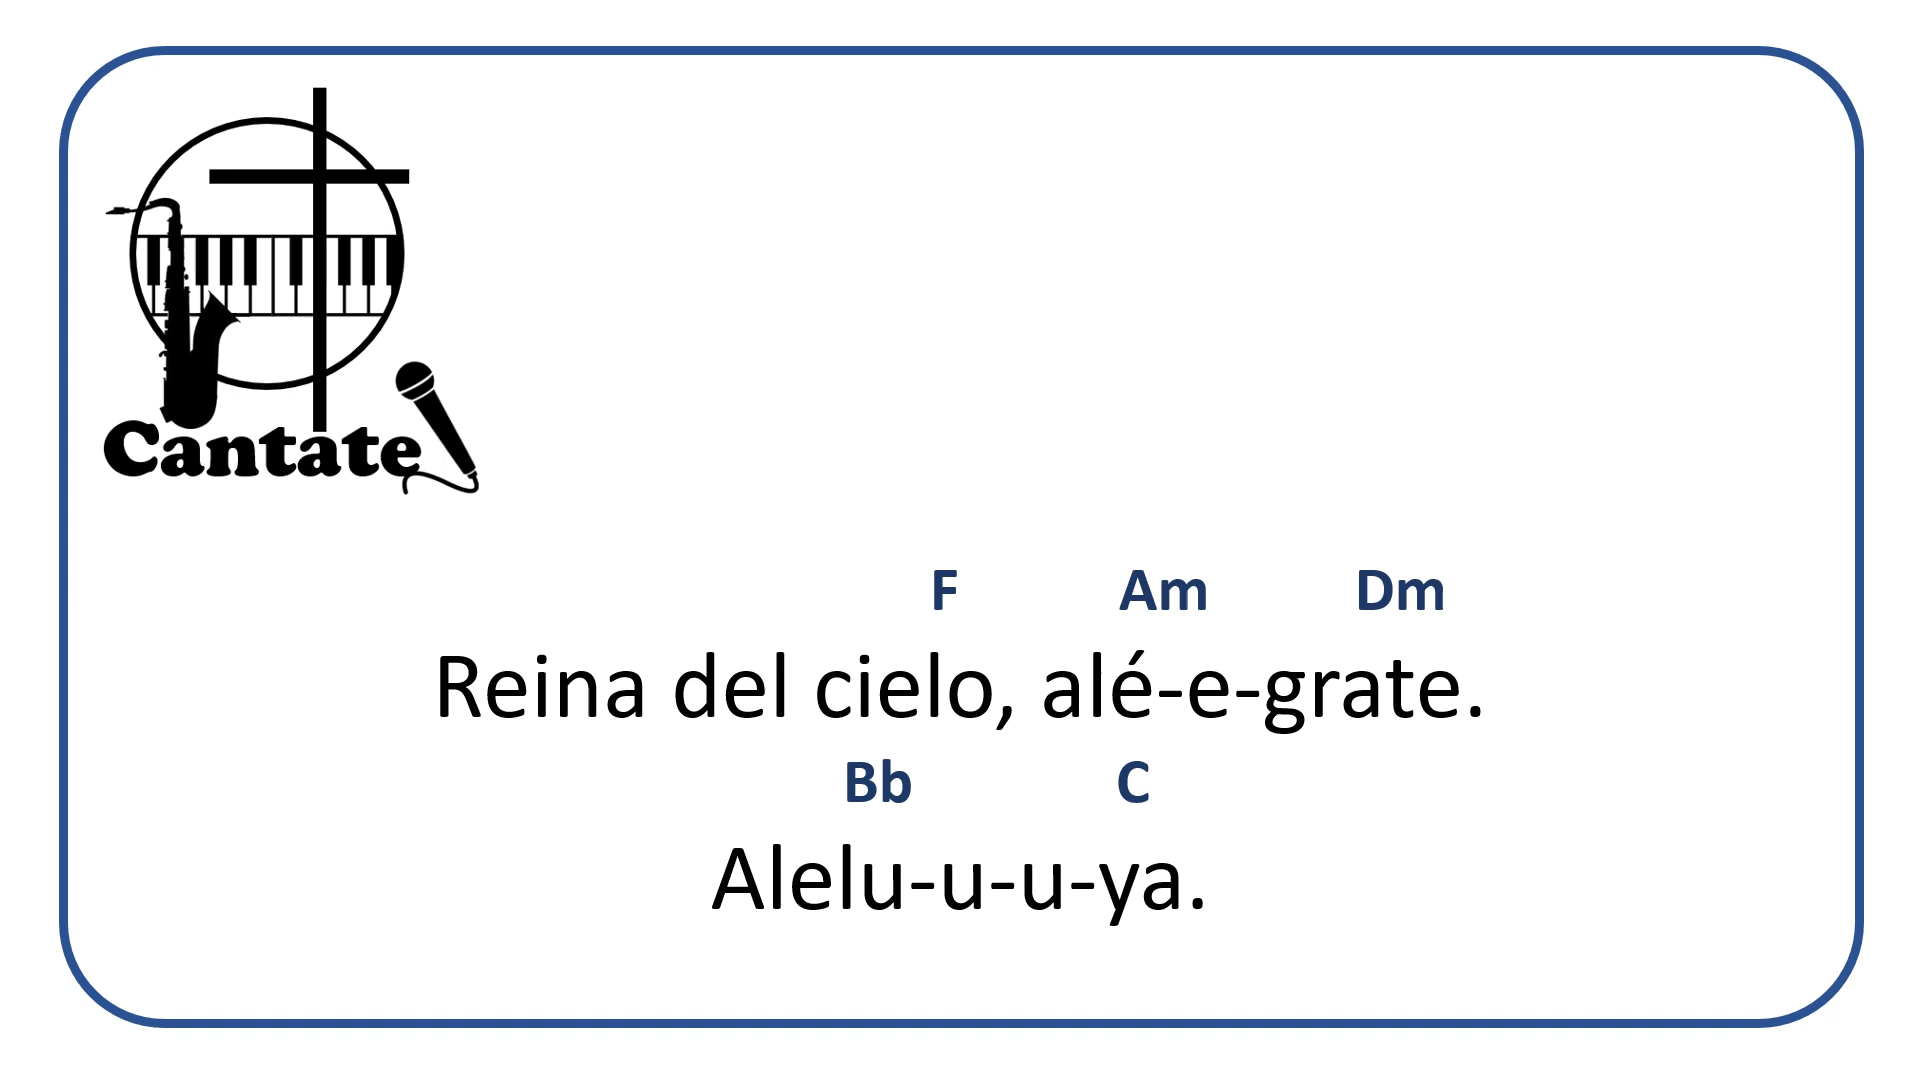 Cantate
F Am Dm
Reina del cielo, alé-e-grate.
Bb C
Alelu-u-u-ya.